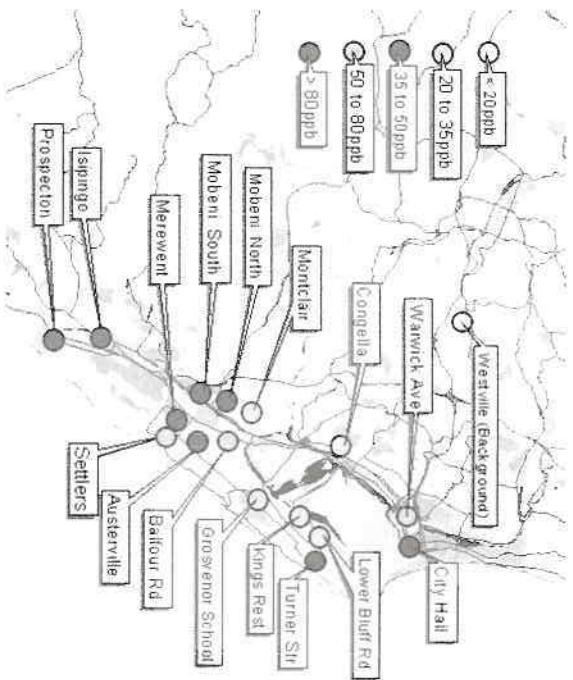 < 20ppb
20 to 35ppb
35 to 50ppb
50 to 80ppb
> 80ppb
Westville (Background)
Warwick Ave
City Hall
Congella
Lower Bluff Rd
Turner Str
Kings Rest
Grosvenor School
Montclair
Mobeni North
Mobeni South
Balfour Rd
Austerville
Merewent
Settlers
Isipingo
Prospecton